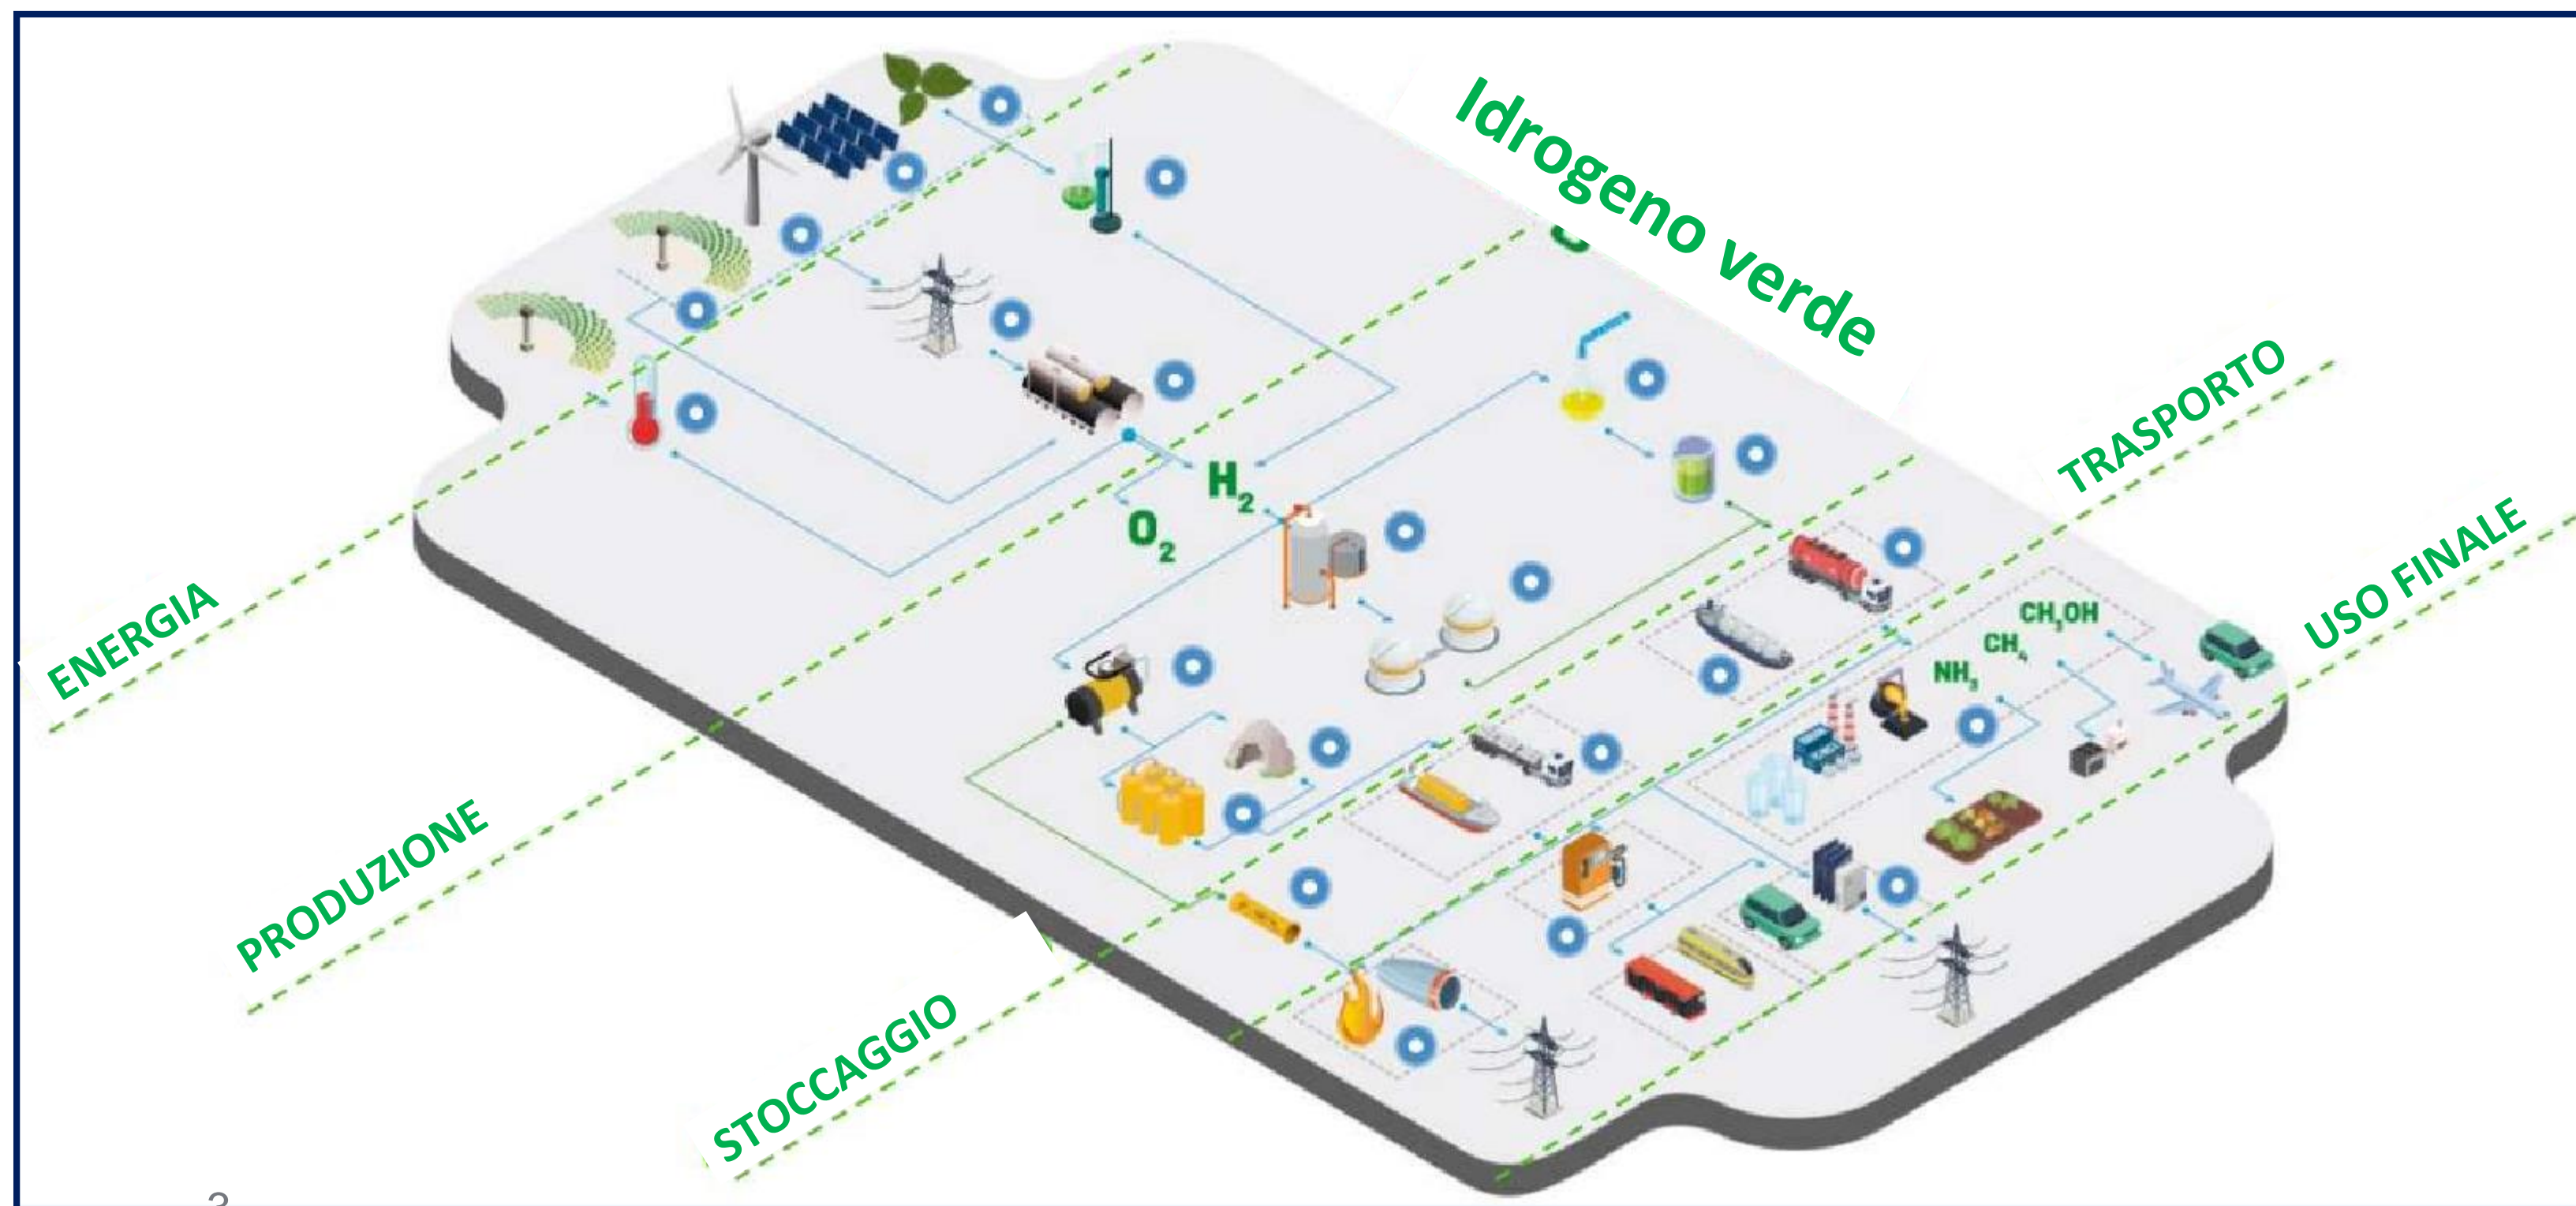 Idrogeno verde
ENERGIA
PRODUZIONE
STOCCAGGIO
TRASPORTO
USO FINALE
H₂
O₂
CH₃OH
CH₄
NH₃